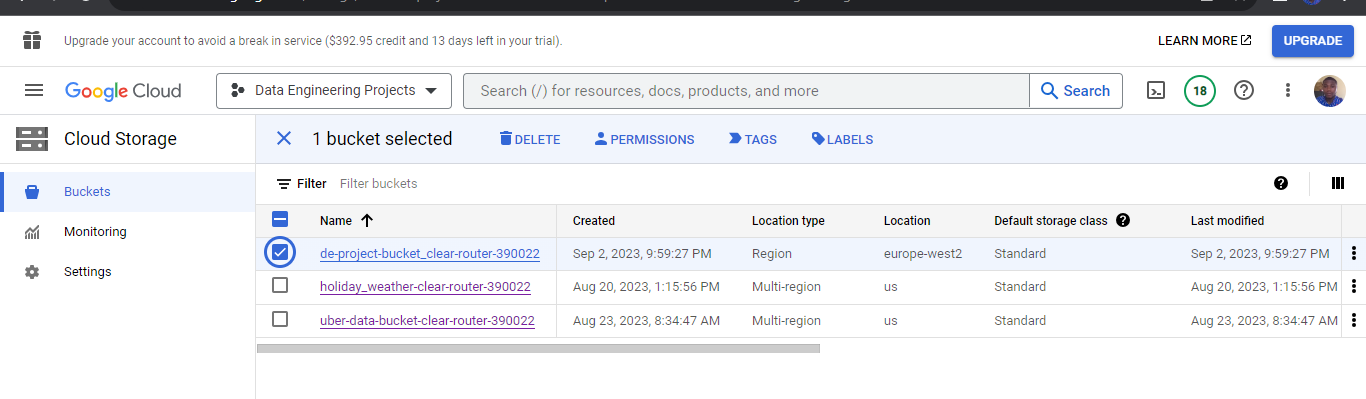 Upgrade your account to avoid a break in service ($392.95 credit and 13 days left in your trial).
LEARN MORE
UPGRADE
Google Cloud
Data Engineering Projects
Search (/) for resources, docs, products, and more
Search
18
Cloud Storage
1 bucket selected
DELETE
PERMISSIONS
TAGS
LABELS
Buckets
Monitoring
Settings
Filter Filter buckets
Name Created Location type Location Default storage class Last modified
de-project-bucket_clear-router-390022 Sep 2, 2023, 9:59:27 PM Region europe-west2 Standard Sep 2, 2023, 9:59:27 PM
holiday_weather-clear-router-390022 Aug 20, 2023, 1:15:56 PM Multi-region us Standard Aug 20, 2023, 1:15:56 PM
uber-data-bucket-clear-router-390022 Aug 23, 2023, 8:34:47 AM Multi-region us Standard Aug 23, 2023, 8:34:47 AM